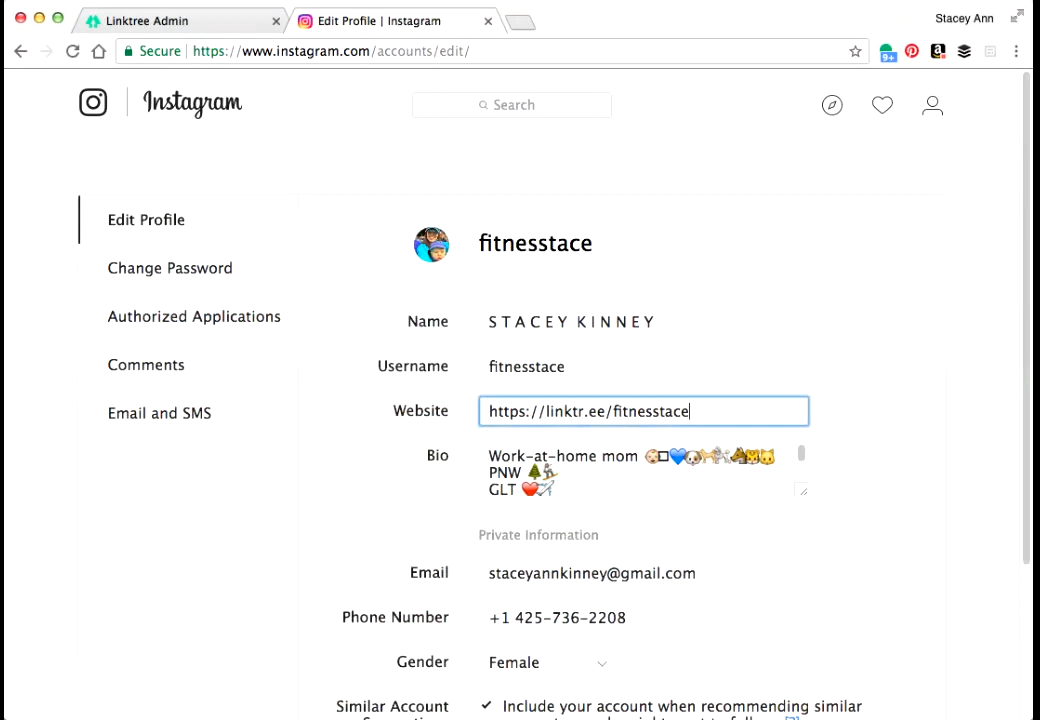 Linktree Admin
Edit Profile | Instagram
Stacey Ann
Secure | https://www.instagram.com/accounts/edit/
9+
Instagram
Search
Edit Profile
Change Password
Authorized Applications
Comments
Email and SMS
fitnesstace
Name S T A C E Y K I N N E Y
Username fitnesstace
Website https://linktr.ee/fitnesstace
Bio Work-at-home mom
PNW
GLT
Private Information
Email staceyannkinney@gmail.com
Phone Number +1 425-736-2208
Gender Female
Similar Account Include your account when recommending similar